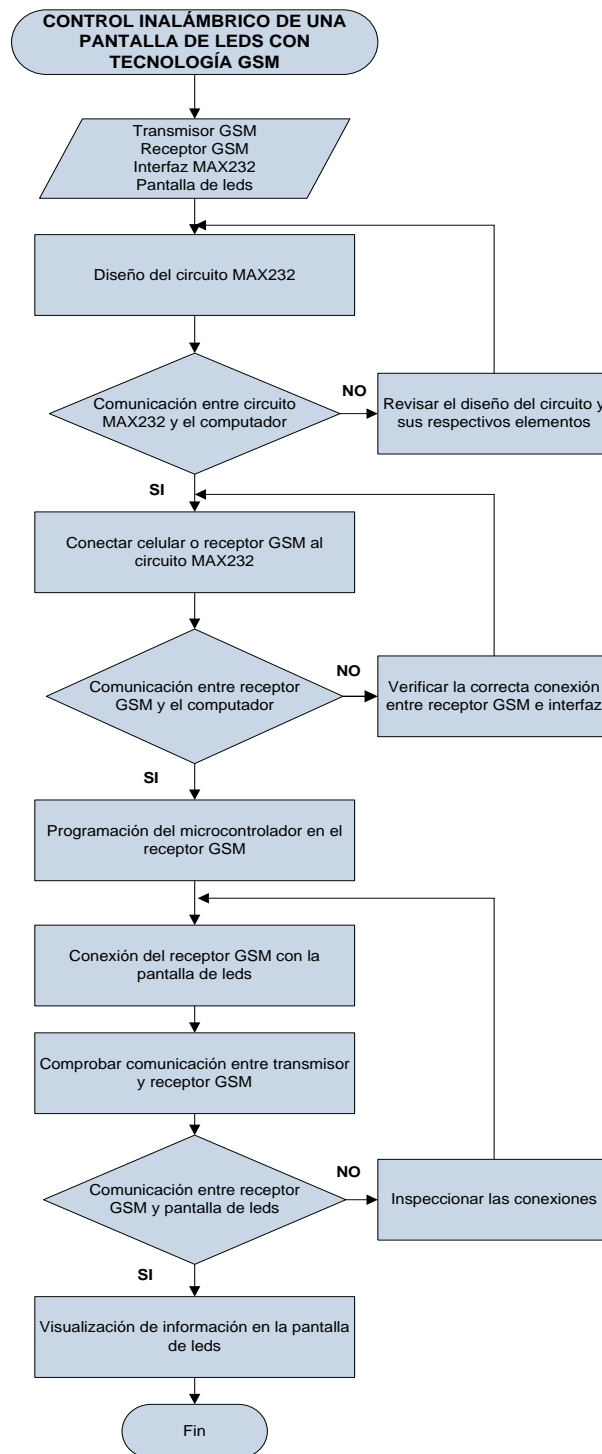 CONTROL INALÁMBRICO DE UNA
PANTALLA DE LEDS CON
TECNOLOGÍA GSM
Transmisor GSM
Receptor GSM
Interfaz MAX232
Pantalla de leds
Diseño del circuito MAX232
Comunicación entre circuito
MAX232 y el computador
NO
Revisar el diseño del circuito y
sus respectivos elementos
SI
Conectar celular o receptor GSM al
circuito MAX232
Comunicación entre receptor
GSM y el computador
NO
Verificar la correcta conexión
entre receptor GSM e interfaz
SI
Programación del microcontrolador en el
receptor GSM
Conexión del receptor GSM con la
pantalla de leds
Comprobar comunicación entre transmisor
y receptor GSM
Comunicación entre receptor
GSM y pantalla de leds
NO
Inspeccionar las conexiones
SI
Visualización de información en la pantalla
de leds
Fin